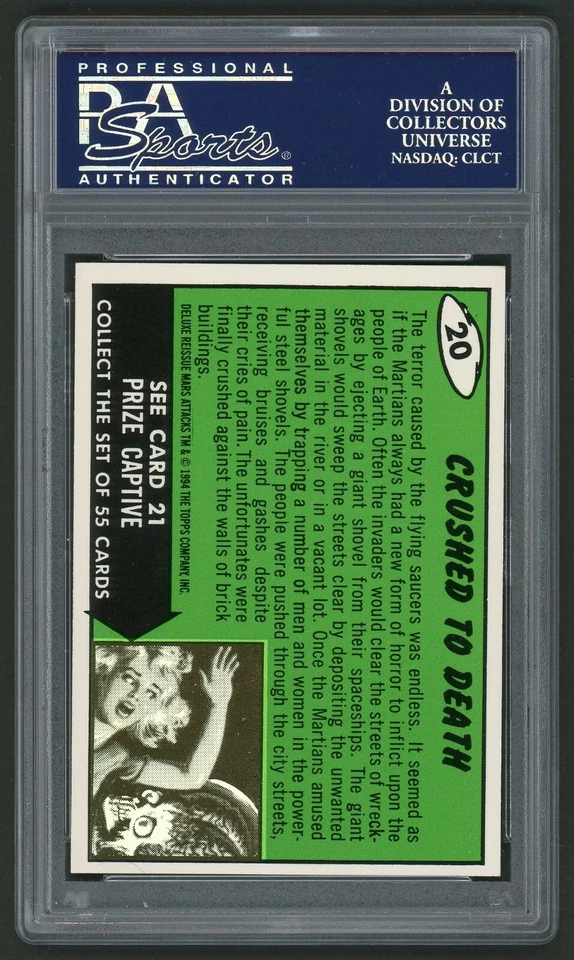 PROFESSIONAL
PSA
Sports®
AUTHENTICATOR
A
DIVISION OF
COLLECTORS
UNIVERSE
NASDAQ: CLCT
20
CRUSHED TO DEATH
The terror caused by the flying saucers was endless. It seemed as
if the Martians always had a new form of horror to inflict upon the
people of Earth. Often the invaders would clear the streets of wreck-
ages by ejecting a giant shovel from their spaceships. The giant
shovels would sweep the streets clear by depositing the unwanted
material in the river or in a vacant lot. Once the Martians amused
themselves by trapping a number of men and women in the power-
ful steel shovels. The people were pushed through the city streets,
receiving bruises and gashes despite
their cries of pain. The unfortunates were
finally crushed against the walls of brick
buildings.
DELUXE REISSUE MARS ATTACKS TM & © 1994 THE TOPPS COMPANY, INC.
SEE CARD 21
PRIZE CAPTIVE
COLLECT THE SET OF 55 CARDS